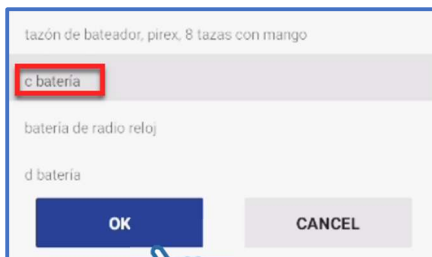 tazón de bateador, pirex, 8 tazas con mango
c batería
batería de radio reloj
d batería
OK CANCEL